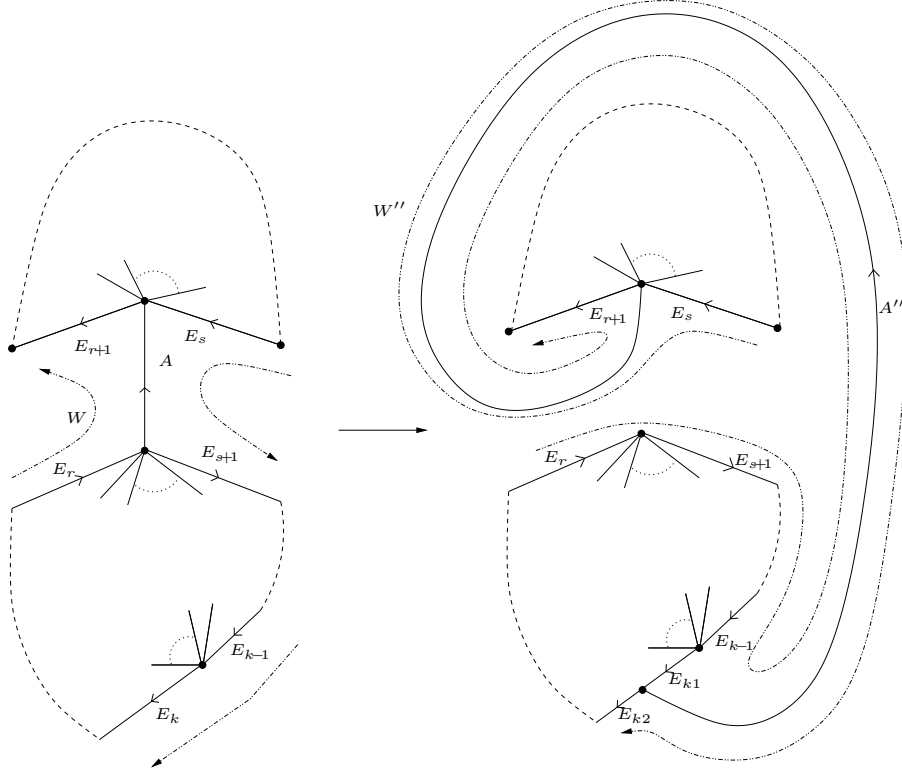 W′′
A′′
E_{r+1}
E_s
E_{r+1}
E_s
A
W
E_r
E_{s+1}
E_r
E_{s+1}
E_{k-1}
E_{k-1}
E_{k1}
E_k
E_{k2}